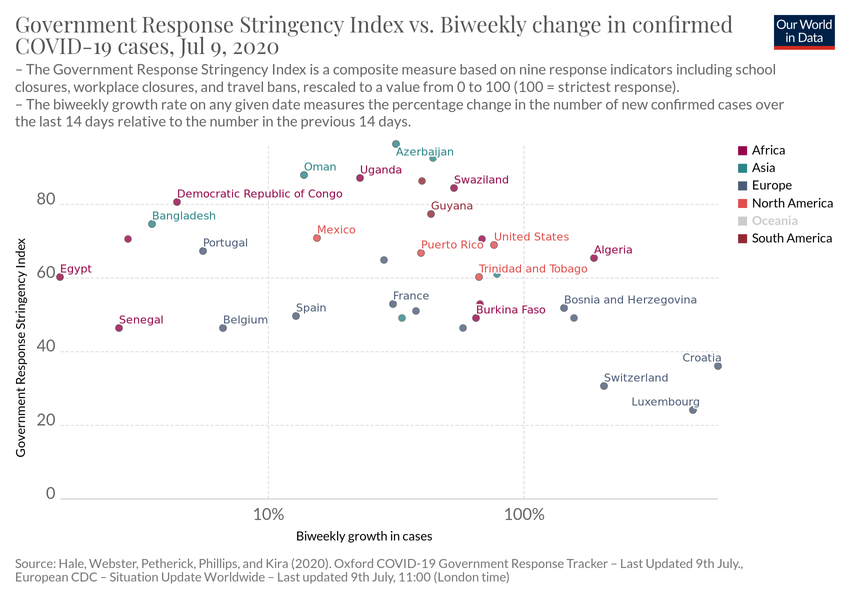 Government Response Stringency Index vs. Biweekly change in confirmed
COVID-19 cases, Jul 9, 2020
Our World
in Data
– The Government Response Stringency Index is a composite measure based on nine response indicators including school
closures, workplace closures, and travel bans, rescaled to a value from 0 to 100 (100 = strictest response).
– The biweekly growth rate on any given date measures the percentage change in the number of new confirmed cases over
the last 14 days relative to the number in the previous 14 days.
Azerbaijan
Oman
Uganda
Swaziland
Democratic Republic of Congo
Guyana
Bangladesh
Mexico
Portugal
Puerto Rico
United States
Algeria
Egypt
Trinidad and Tobago
France
Bosnia and Herzegovina
Spain
Burkina Faso
Senegal
Belgium
Croatia
Switzerland
Luxembourg
80
60
40
20
0
10%
100%
Government Response Stringency Index
Biweekly growth in cases
Africa
Asia
Europe
North America
Oceania
South America
Source: Hale, Webster, Petherick, Phillips, and Kira (2020). Oxford COVID-19 Government Response Tracker – Last Updated 9th July.,
European CDC – Situation Update Worldwide – Last updated 9th July, 11:00 (London time)